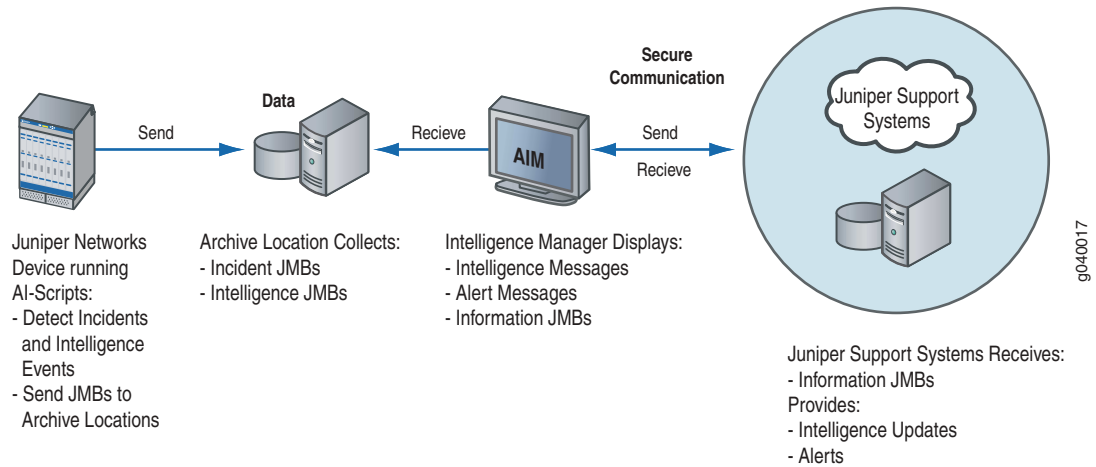 Secure
Communication
Data
Send
Recieve
AIM
Send
Recieve
Juniper Support
Systems
Juniper Networks
Device running
AI-Scripts:
- Detect Incidents
and Intelligence
Events
- Send JMBs to
Archive Locations
Archive Location Collects:
- Incident JMBs
- Intelligence JMBs
Intelligence Manager Displays:
- Intelligence Messages
- Alert Messages
- Information JMBs
Juniper Support Systems Receives:
- Information JMBs
Provides:
- Intelligence Updates
- Alerts
g040017